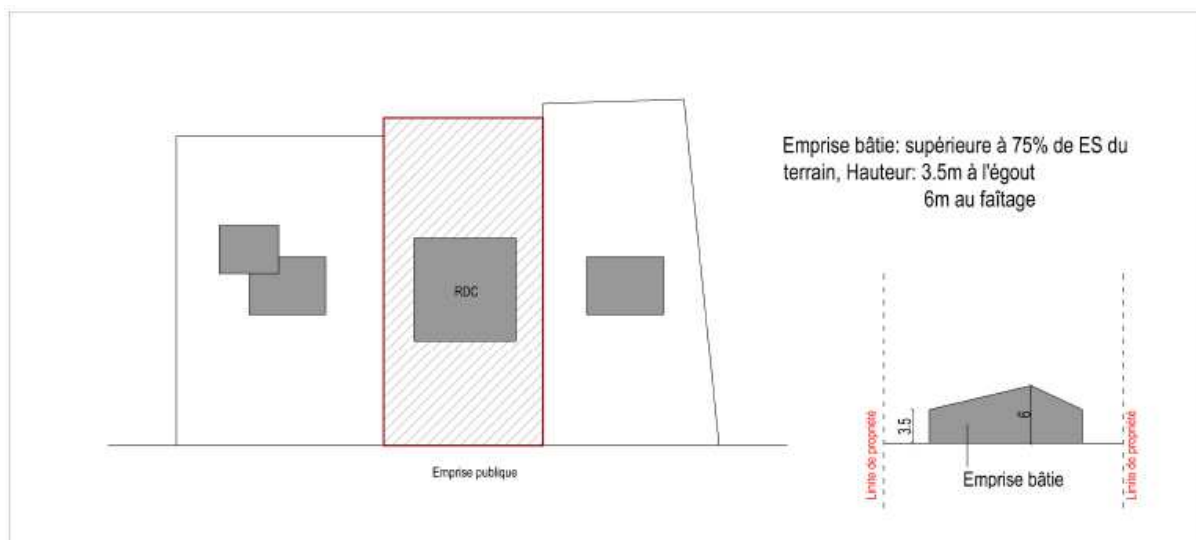 Emprise bâtie: supérieure à 75% de ES du
terrain, Hauteur: 3.5m à l'égout
6m au faîtage
RDC
Emprise publique
Limite de propriété
3.5
6
Emprise bâtie
Limite de propriété